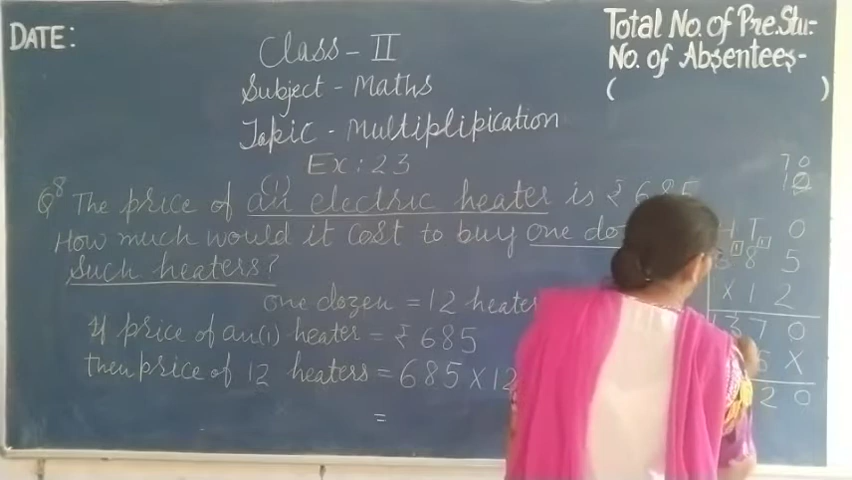 DATE:
Total No. of Pre.Stu:-
No. of Absentees-
( )
Class - II
Subject - Maths
Topic - Multiplipication
Ex: 23
Q8 The price of an electric heater is ₹ 685
(1)
How much would it cost to buy one do
Such heaters?
one dozen = 12 heater
If price of an(1) heater = ₹ 685
then price of 12 heaters = 685 X 12
=
70
H T O
8 5
X 1 2
1 3 7 0
X
2 0